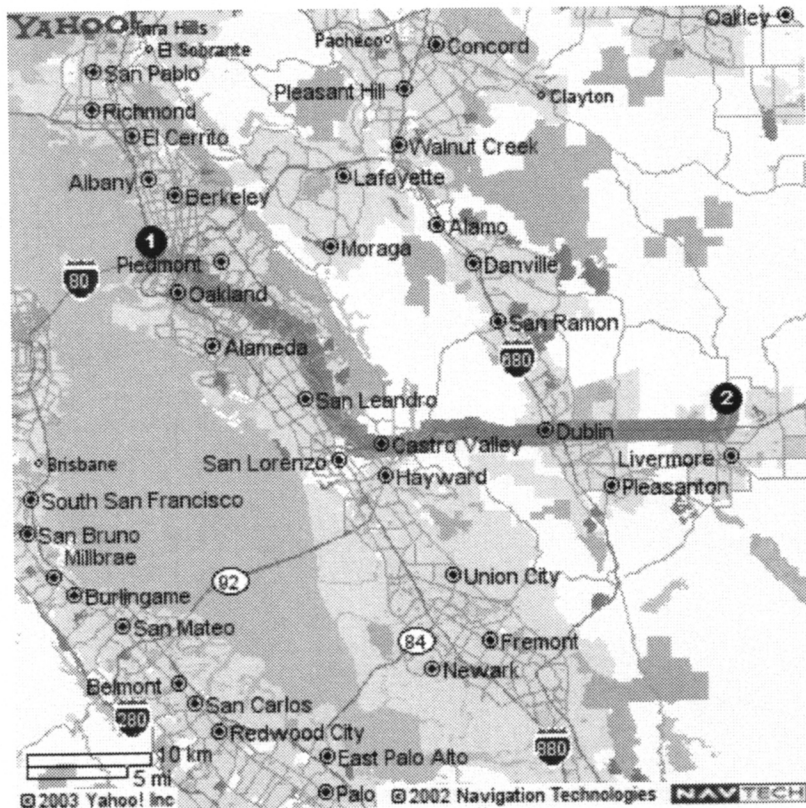 YAHOO! Tara Hills
El Sobrante
Pacheco
Concord
Oakley
San Pablo
Pleasant Hill
Clayton
Richmond
El Cerrito
Walnut Creek
Albany
Berkeley
Lafayette
1
Alamo
Moraga
Piedmont
Danville
80
Oakland
San Ramon
Alameda
680
San Leandro
2
Dublin
Castro Valley
Brisbane
San Lorenzo
Livermore
Hayward
Pleasanton
South San Francisco
San Bruno
Millbrae
92
Union City
Burlingame
San Mateo
84
Fremont
Newark
Belmont
San Carlos
280
Redwood City
880
10 km
East Palo Alto
5 mi
Palo
© 2003 Yahoo! Inc
© 2002 Navigation Technologies
NAVTECH